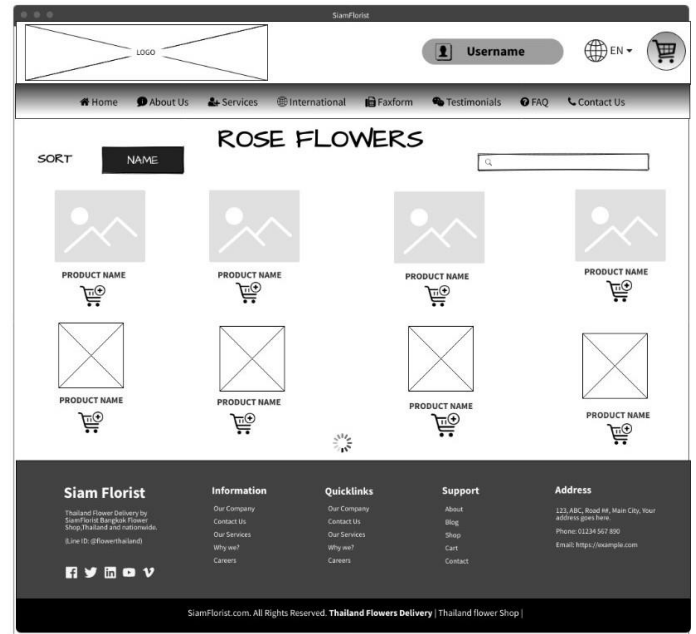 SiamFlorist
LOGO
Username
EN
Home About Us Services International Faxform Testimonials FAQ Contact Us
ROSE FLOWERS
SORT NAME
PRODUCT NAME PRODUCT NAME PRODUCT NAME PRODUCT NAME
PRODUCT NAME PRODUCT NAME PRODUCT NAME PRODUCT NAME
Siam Florist
Thailand Flower Delivery by
SiamFlorist Bangkok Flower
Shop,Thailand and nationwide.
(Line ID: @flowerthailand)
Information
Our Company
Contact Us
Our Services
Why we?
Careers
Quicklinks
Our Company
Contact Us
Our Services
Why we?
Careers
Support
About
Blog
Shop
Cart
Contact
Address
123, ABC, Road ##, Main City, Your
address goes here.
Phone: 01234 567 890
Email: https://example.com
SiamFlorist.com. All Rights Reserved. Thailand Flowers Delivery | Thailand flower Shop |